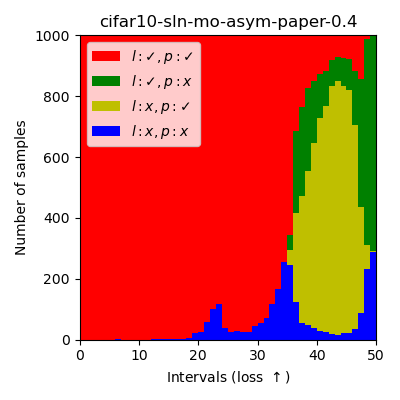 cifar10-sln-mo-asym-paper-0.4
1000
800
600
400
200
0
Number of samples
l : ✓, p : ✓
l : ✓, p : x
l : x, p : ✓
l : x, p : x
0 10 20 30 40 50
Intervals (loss ↑)